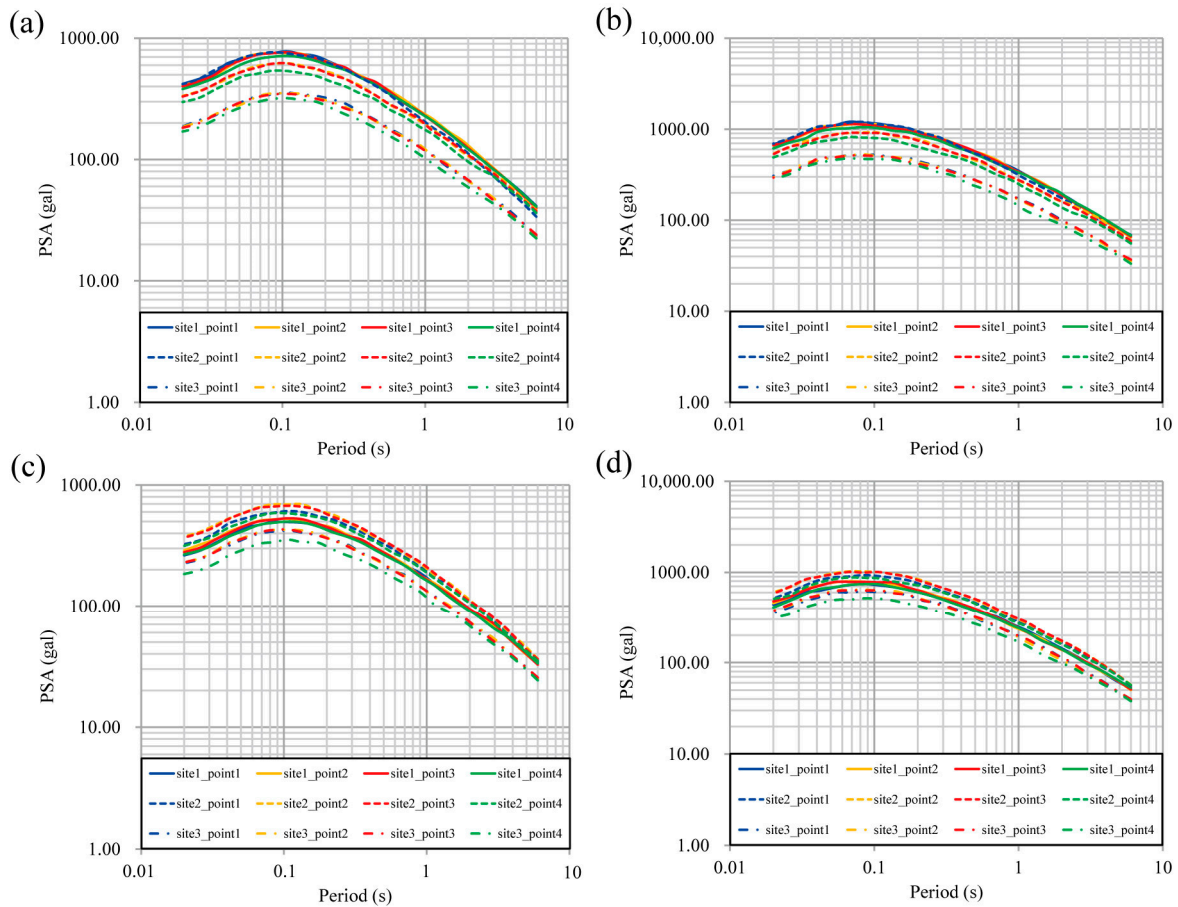 (a)
1000.00
100.00
10.00
1.00
PSA (gal)
site1_point1 site1_point2 site1_point3 site1_point4
site2_point1 site2_point2 site2_point3 site2_point4
site3_point1 site3_point2 site3_point3 site3_point4
0.01 0.1 1 10
Period (s)
(b)
10,000.00
1000.00
100.00
10.00
1.00
PSA (gal)
site1_point1 site1_point2 site1_point3 site1_point4
site2_point1 site2_point2 site2_point3 site2_point4
site3_point1 site3_point2 site3_point3 site3_point4
0.01 0.1 1 10
Period (s)
(c)
1000.00
100.00
10.00
1.00
PSA (gal)
site1_point1 site1_point2 site1_point3 site1_point4
site2_point1 site2_point2 site2_point3 site2_point4
site3_point1 site3_point2 site3_point3 site3_point4
0.01 0.1 1 10
Period (s)
(d)
10,000.00
1000.00
100.00
10.00
1.00
PSA (gal)
site1_point1 site1_point2 site1_point3 site1_point4
site2_point1 site2_point2 site2_point3 site2_point4
site3_point1 site3_point2 site3_point3 site3_point4
0.01 0.1 1 10
Period (s)